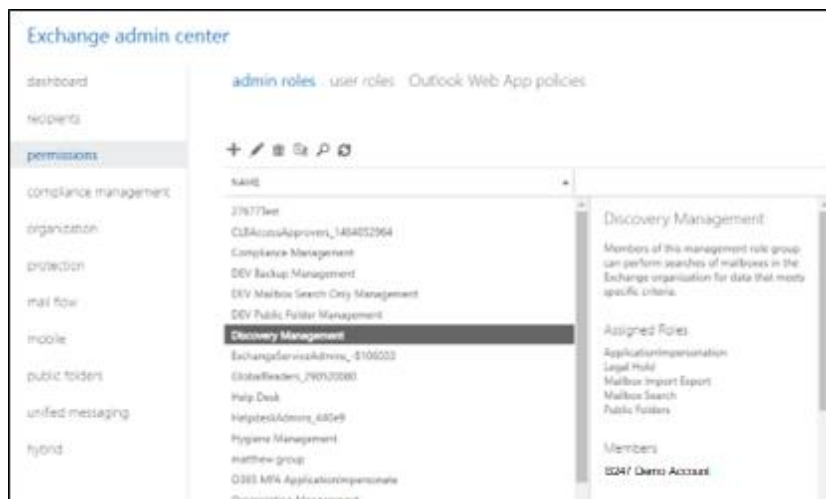 Exchange admin center
dashboard
admin roles user roles Outlook Web App policies
recipients
permissions
compliance management
organization
protection
mail flow
mobile
public folders
unified messaging
hybrid
NAME
Compliance Management
DEV Backup Management
DEV Mailbox Search Only Management
DEV Public Folder Management
Discovery Management
Help Desk
Hygiene Management
matthew group
O365 MFA ApplicationImpersonate
Organization Management
Discovery Management
Members of this management role group
can perform searches of mailboxes in the
Exchange organization for data that meets
specific criteria.
Assigned Roles
ApplicationImpersonation
Legal Hold
Mailbox Import Export
Mailbox Search
Public Folders
Members
S247 Demo Account